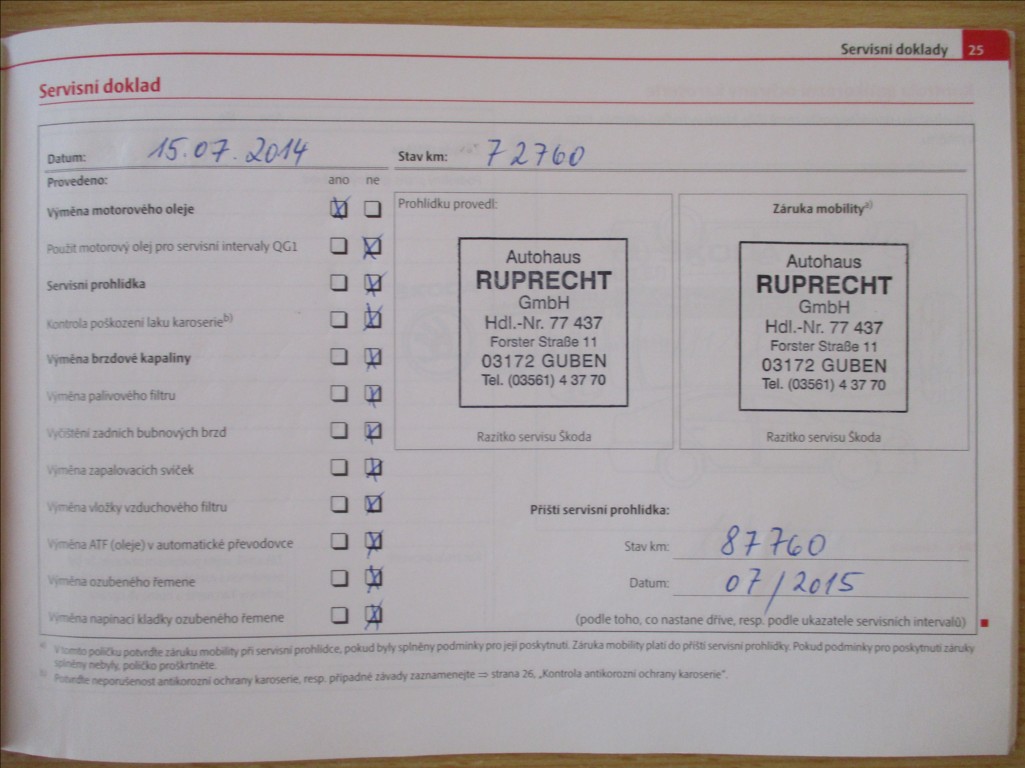 Servisní doklady 25
Servisní doklad
Datum: 15.07.2014 Stav km: 72760
Provedeno: ano ne
Výměna motorového oleje
Použit motorový olej pro servisní intervaly QG1
Servisní prohlídka
Kontrola poškození laku karoserie b)
Výměna brzdové kapaliny
Výměna palivového filtru
Vyčištění zadních bubnových brzd
Výměna zapalovacích svíček
Výměna vložky vzduchového filtru
Výměna ATF (oleje) v automatické převodovce
Výměna ozubeného řemene
Výměna napínací kladky ozubeného řemene
Prohlídku provedl:
Autohaus
RUPRECHT
GmbH
Hdl.-Nr. 77 437
Forster Straße 11
03172 GUBEN
Tel. (03561) 4 37 70
Razítko servisu Škoda
Záruka mobility a)
Autohaus
RUPRECHT
GmbH
Hdl.-Nr. 77 437
Forster Straße 11
03172 GUBEN
Tel. (03561) 4 37 70
Razítko servisu Škoda
Příští servisní prohlídka:
Stav km: 87760
Datum: 07/2015
(podle toho, co nastane dříve, resp. podle ukazatele servisních intervalů)
a) V tomto políčku potvrďte záruku mobility při servisní prohlídce, pokud byly splněny podmínky pro její poskytnutí. Záruka mobility platí do příští servisní prohlídky. Pokud podmínky pro poskytnutí záruky
splněny nebyly, políčko proškrtněte.
b) Potvrďte neporušenost antikorozní ochrany karoserie, resp. případné závady zaznamenejte ⇒ strana 26, „Kontrola antikorozní ochrany karoserie“.